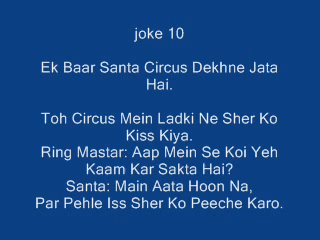 joke 10
Ek Baar Santa Circus Dekhne Jata
Hai.
Toh Circus Mein Ladki Ne Sher Ko
Kiss Kiya.
Ring Mastar: Aap Mein Se Koi Yeh
Kaam Kar Sakta Hai?
Santa: Main Aata Hoon Na,
Par Pehle Iss Sher Ko Peeche Karo.